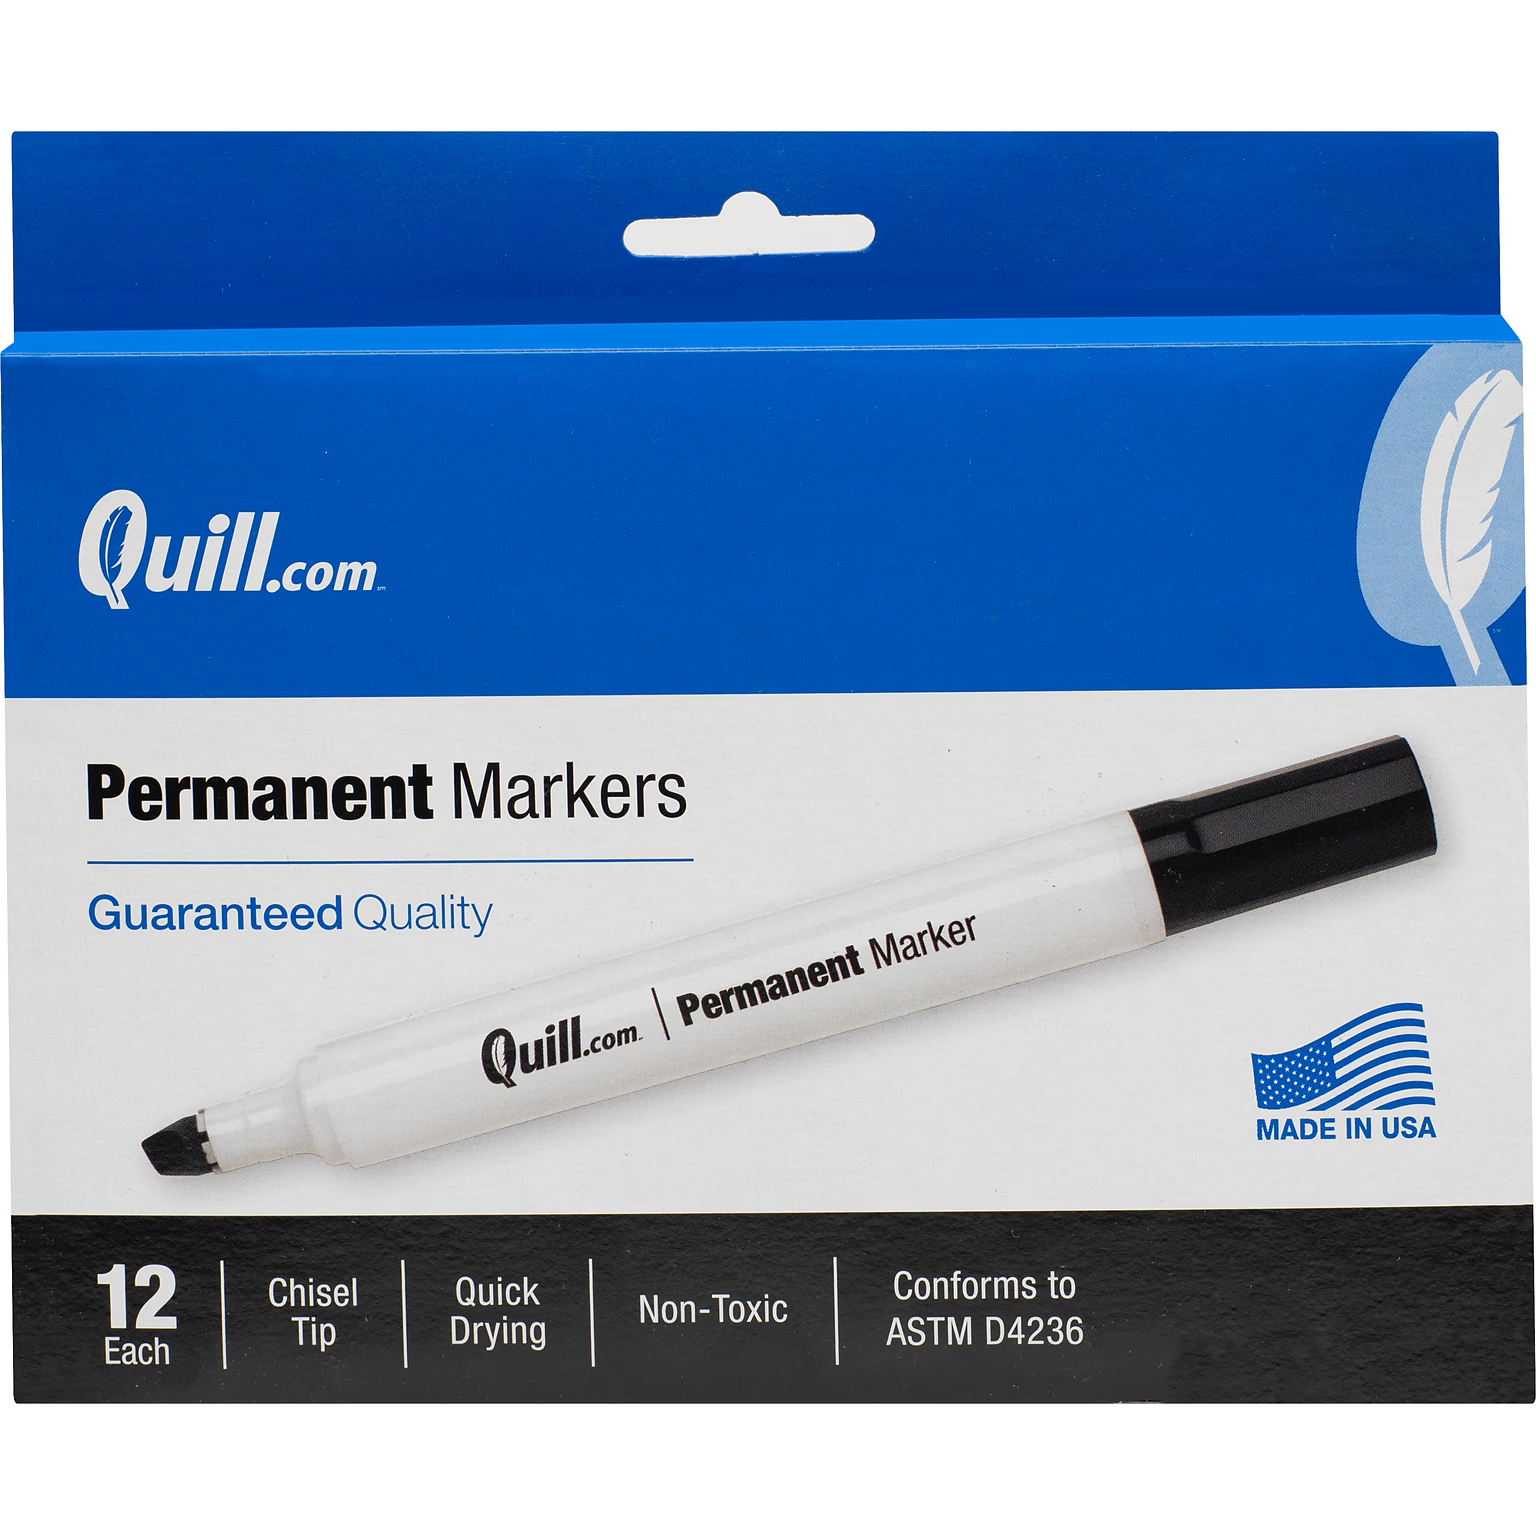 Quill.com
Permanent Markers
Guaranteed Quality
Quill.com | Permanent Marker
MADE IN USA
12
Each
Chisel
Tip
Quick
Drying
Non-Toxic
Conforms to
ASTM D4236